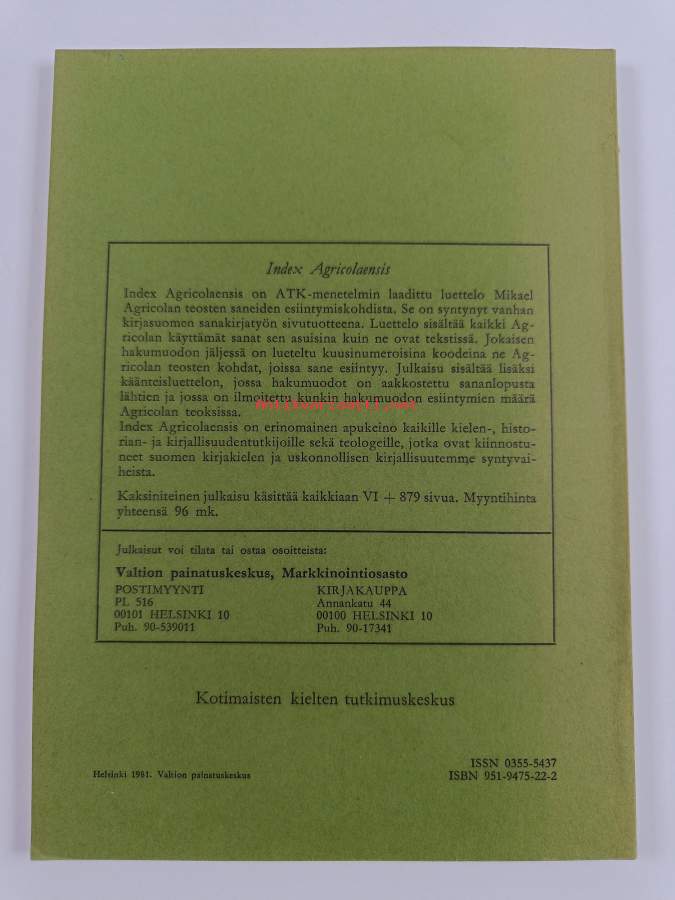 Index Agricolaensis
Index Agricolaensis on ATK-menetelmin laadittu luettelo Mikael
Agricolan teosten saneiden esiintymiskohdista. Se on syntynyt vanhan
kirjasuomen sanakirjatyön sivutuotteena. Luettelo sisältää kaikki Ag-
ricolan käyttämät sanat sen asuisina kuin ne ovat tekstissä. Jokaisen
hakumuodon jäljessä on lueteltu kuusinumeroisina koodeina ne Ag-
ricolan teosten kohdat, joissa sane esiintyy. Julkaisu sisältää lisäksi
käänteisluettelon, jossa hakumuodot on aakkostettu sananlopusta
lähtien ja jossa on ilmoitettu kunkin hakumuodon esiintymien määrä
Agricolan teoksissa.
Index Agricolaensis on erinomainen apukeino kaikille kielen-, histo-
rian- ja kirjallisuudentutkijoille sekä teologeille, jotka ovat kiinnostu-
neet suomen kirjakielen ja uskonnollisen kirjallisuutemme syntyvai-
heista.
Kaksiniteinen julkaisu käsittää kaikkiaan VI + 879 sivua. Myyntihinta
yhteensä 96 mk.
Julkaisut voi tilata tai ostaa osoitteista:
Valtion painatuskeskus, Markkinointiosasto
POSTIMYYNTI
PL 516
00101 HELSINKI 10
Puh. 90-539011
KIRJAKAUPPA
Annankatu 44
00100 HELSINKI 10
Puh. 90-17341
Kotimaisten kielten tutkimuskeskus
ISSN 0355-5437
Helsinki 1981. Valtion painatuskeskus
ISBN 951-9475-22-2